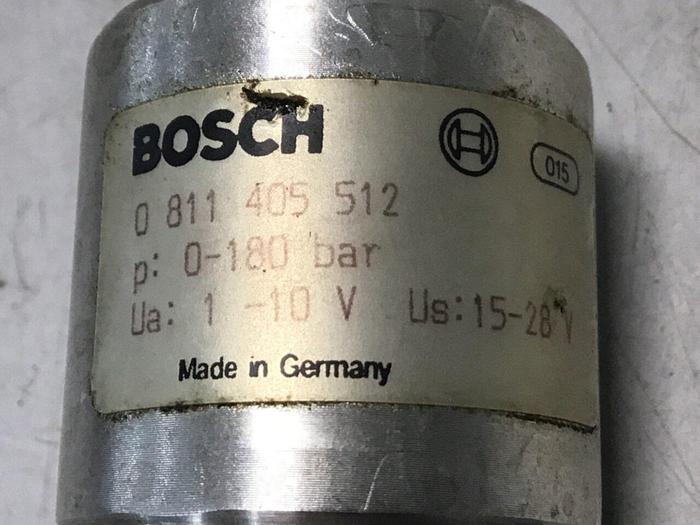 BOSCH 015
0 811 405 512
p: 0-180 bar
Ua: 1 -10 V Us:15-28 V
Made in Germany